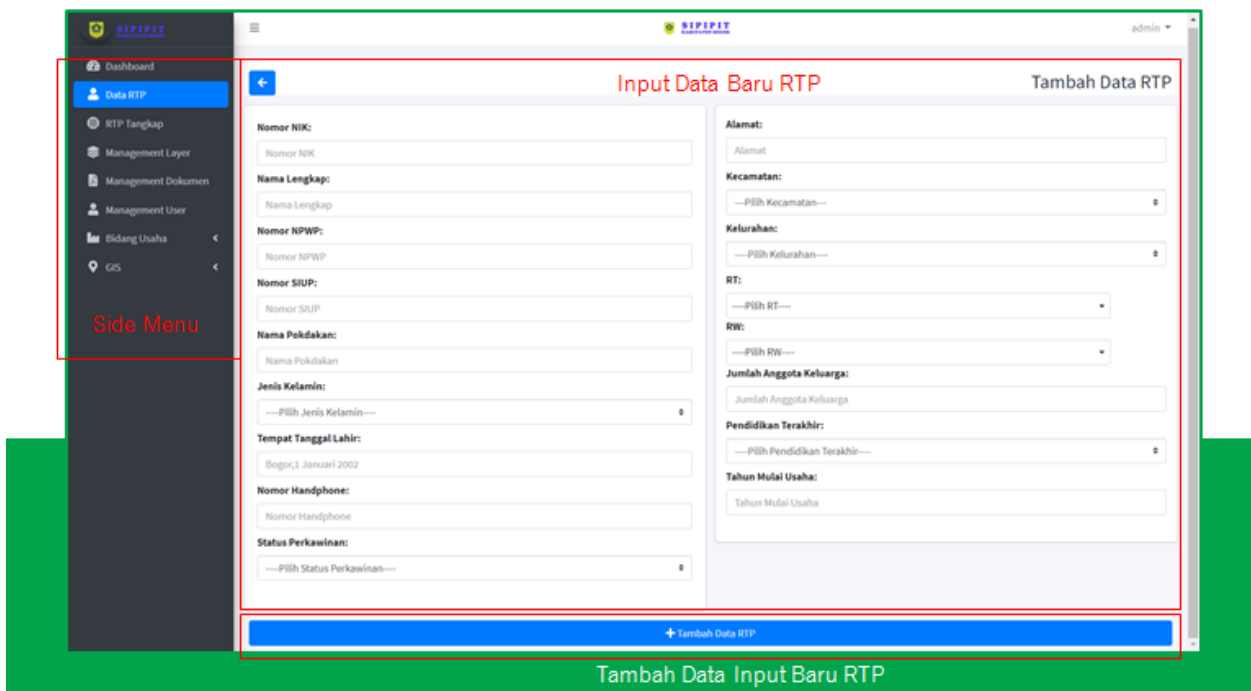 SIPIPIT
KABUPATEN BOGOR
SIPIPIT
KABUPATEN BOGOR
admin
Dashboard
Data RTP
RTP Tangkap
Management Layer
Management Dokumen
Management User
Bidang Usaha
GIS
Side Menu
Input Data Baru RTP
Tambah Data RTP
Nomor NIK:
Nomor NIK
Nama Lengkap:
Nama Lengkap
Nomor NPWP:
Nomor NPWP
Nomor SIUP:
Nomor SIUP
Nama Pokdakan:
Nama Pokdakan
Jenis Kelamin:
----Pilih Jenis Kelamin----
Tempat Tanggal Lahir:
Bogor,1 Januari 2002
Nomor Handphone:
Nomor Handphone
Status Perkawinan:
----Pilih Status Perkawinan----
Alamat:
Alamat
Kecamatan:
---Pilih Kecamatan---
Kelurahan:
----Pilih Kelurahan----
RT:
----Pilih RT----
RW:
----Pilih RW----
Jumlah Anggota Keluarga:
Jumlah Anggota Keluarga
Pendidikan Terakhir:
----Pilih Pendidikan Terakhir----
Tahun Mulai Usaha:
Tahun Mulai Usaha
+ Tambah Data RTP
Tambah Data Input Baru RTP